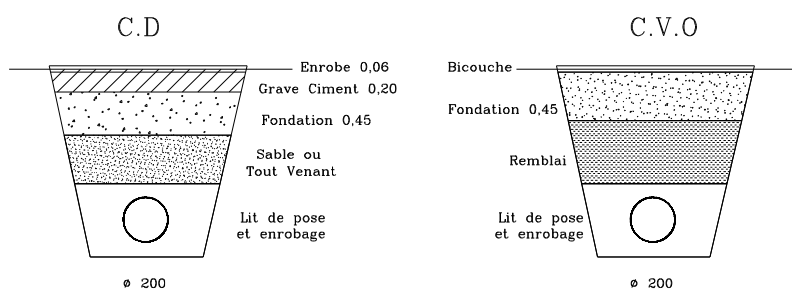 C.D
Enrobe 0,06
Grave Ciment 0,20
Fondation 0,45
Sable ou
Tout Venant
Lit de pose
et enrobage
ø 200
C.V.O
Bicouche
Fondation 0,45
Remblai
Lit de pose
et enrobage
ø 200